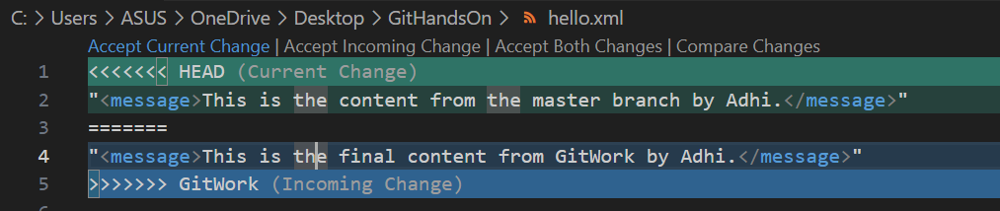 C: > Users > ASUS > OneDrive > Desktop > GitHandsOn > hello.xml
Accept Current Change | Accept Incoming Change | Accept Both Changes | Compare Changes
1 <<<<<<< HEAD (Current Change)
2 "<message>This is the content from the master branch by Adhi.</message>"
3 =======
4 "<message>This is the final content from GitWork by Adhi.</message>"
5 >>>>>>> GitWork (Incoming Change)